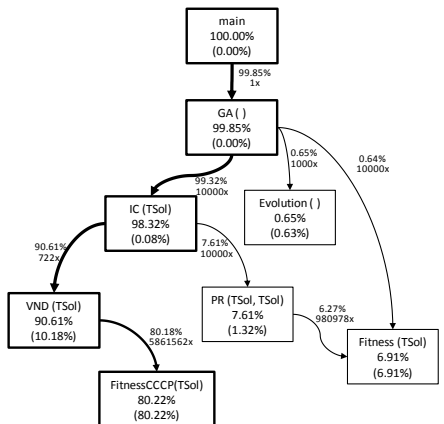 main
100.00%
(0.00%)
99.85%
1x
GA ( )
99.85%
(0.00%)
99.32%
10000x
0.65%
1000x
0.64%
10000x
IC (TSol)
98.32%
(0.08%)
Evolution ( )
0.65%
(0.63%)
90.61%
722x
7.61%
10000x
VND (TSol)
90.61%
(10.18%)
PR (TSol, TSol)
7.61%
(1.32%)
6.27%
980978x
Fitness (TSol)
6.91%
(6.91%)
80.18%
5861562x
FitnessCCCP(TSol)
80.22%
(80.22%)